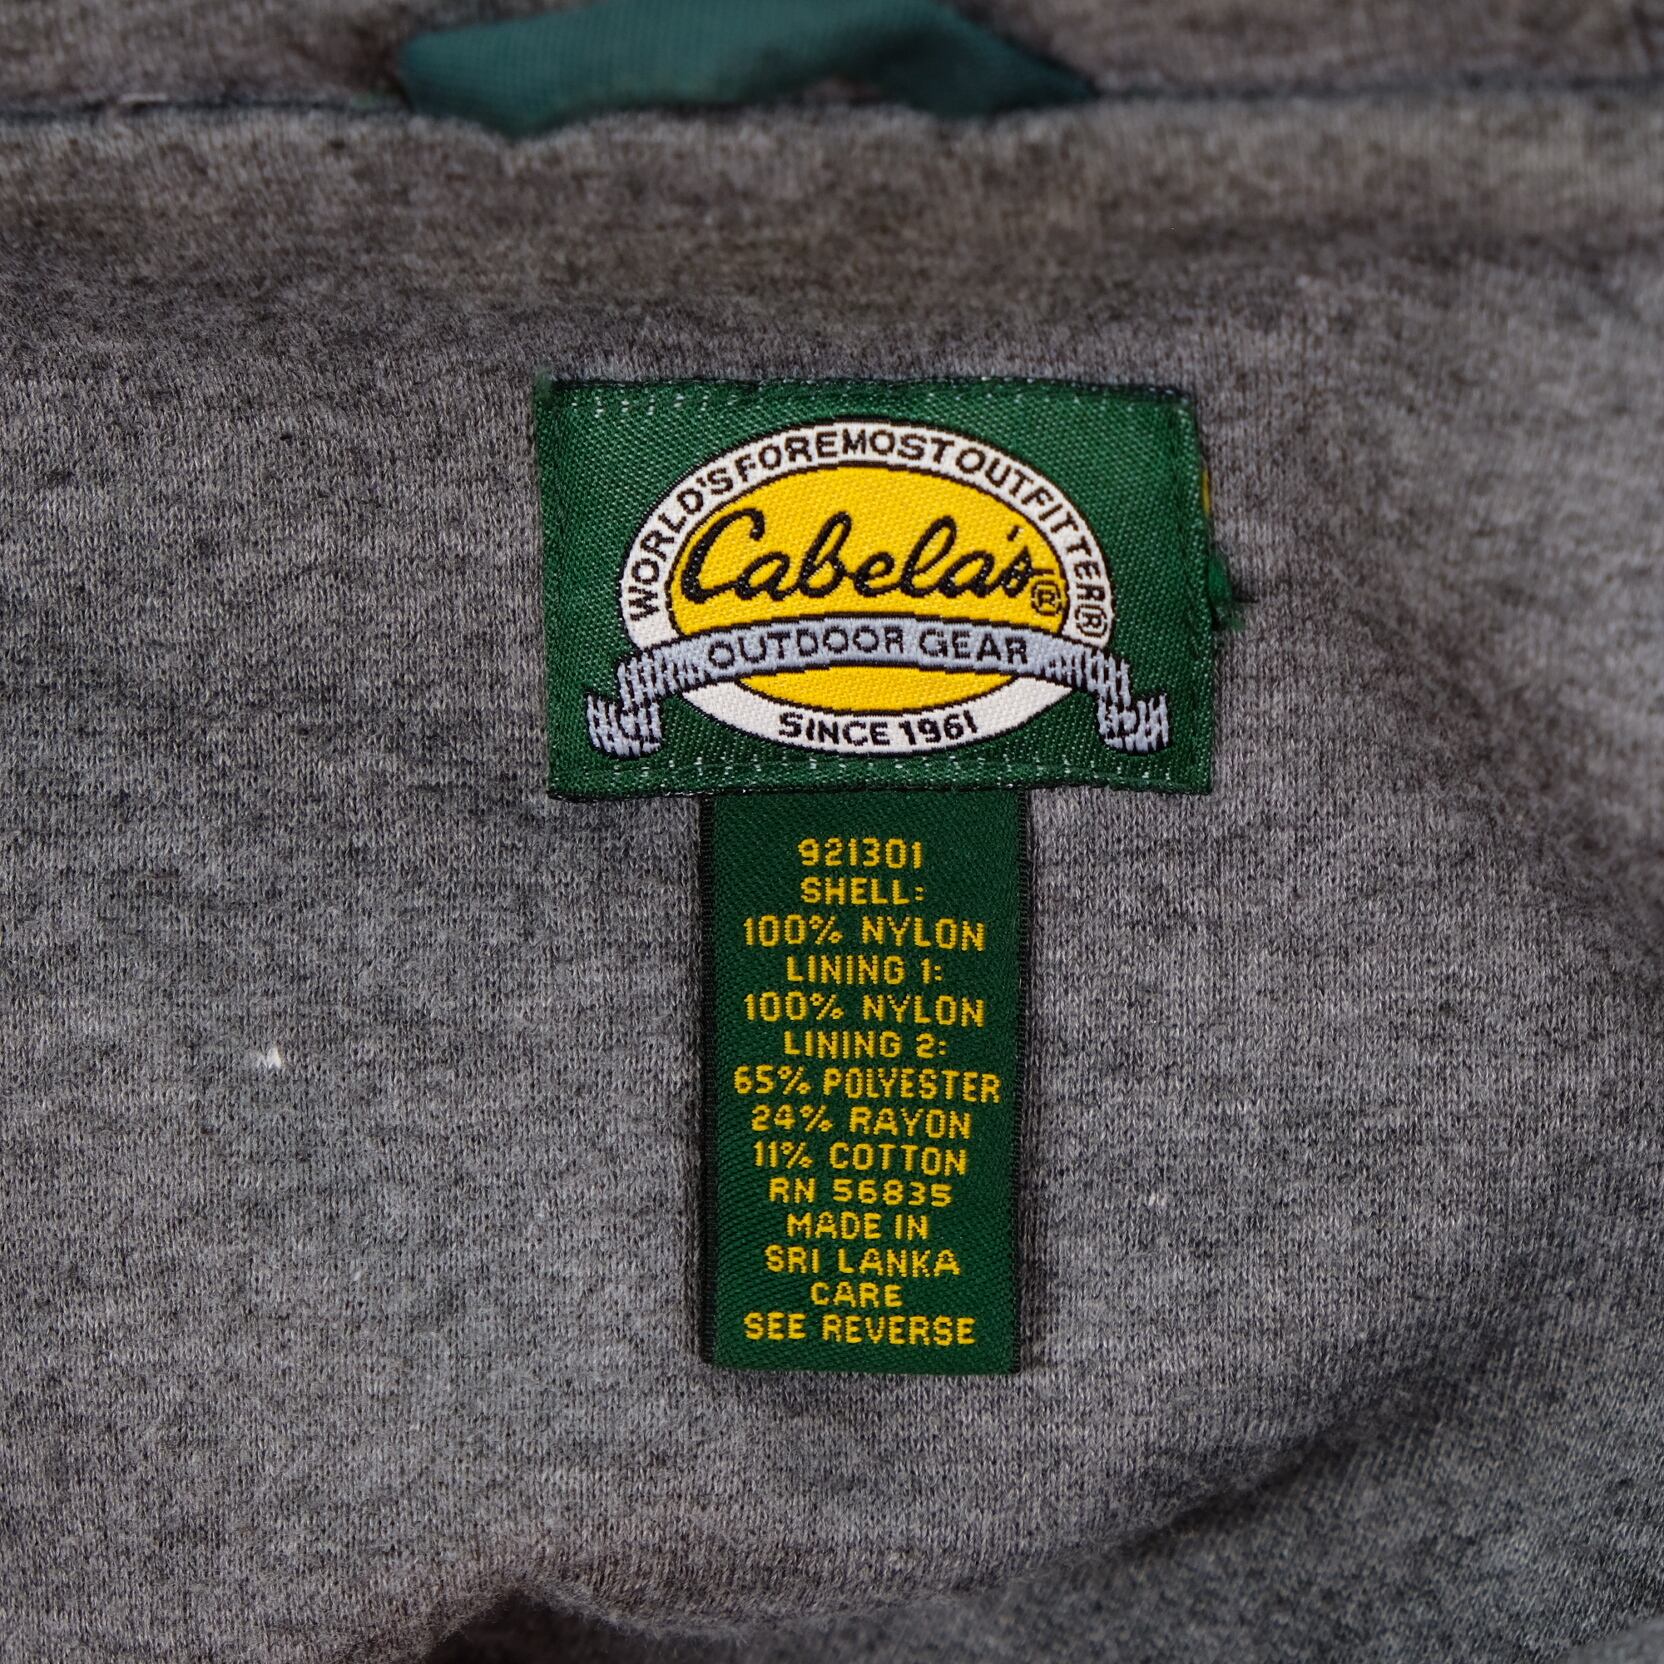 WORLD'S FOREMOST OUTFITTER®
Cabela's®
OUTDOOR GEAR
SINCE 1961
921301
SHELL:
100% NYLON
LINING 1:
100% NYLON
LINING 2:
65% POLYESTER
24% RAYON
11% COTTON
RN 56835
MADE IN
SRI LANKA
CARE
SEE REVERSE